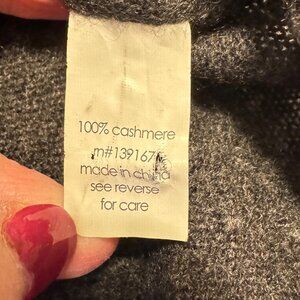 100% cashmere
m#139167
made in china
see reverse
for care